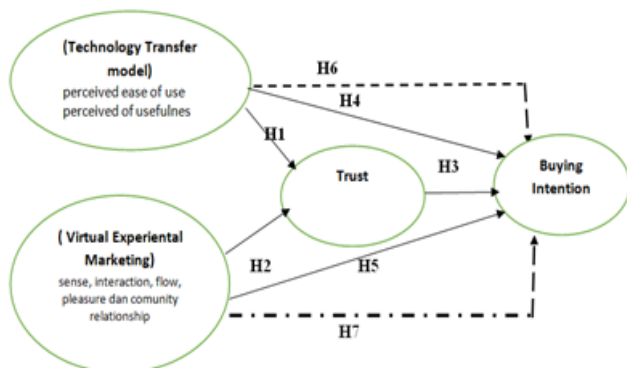 (Technology Transfer
model)
perceived ease of use
perceived of usefulnes
H6
H4
H1
Trust
H3
Buying
Intention
( Virtual Experiental
Marketing)
sense, interaction, flow,
pleasure dan comunity
relationship
H2
H5
H7